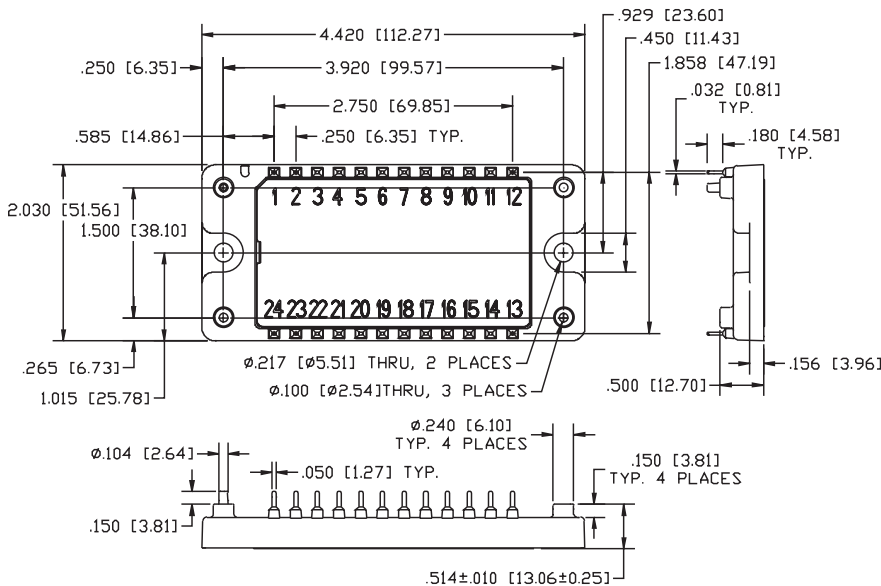 .929 [23.60]
4.420 [112.27]
.450 [11.43]
.250 [6.35]
3.920 [99.57]
1.858 [47.19]
.032 [0.81]
TYP.
2.750 [69.85]
.585 [14.86]
.250 [6.35] TYP.
.180 [4.58]
TYP.
1 2 3 4 5 6 7 8 9 10 11 12
2.030 [51.56]
1.500 [38.10]
24 23 22 21 20 19 18 17 16 15 14 13
ø.217 [ø5.51] THRU, 2 PLACES
.156 [3.96]
.265 [6.73]
ø.100 [ø2.54]THRU, 3 PLACES
.500 [12.70]
1.015 [25.78]
ø.240 [6.10]
TYP. 4 PLACES
ø.104 [2.64]
.050 [1.27] TYP.
.150 [3.81]
TYP. 4 PLACES
.150 [3.81]
.514±.010 [13.06±0.25]